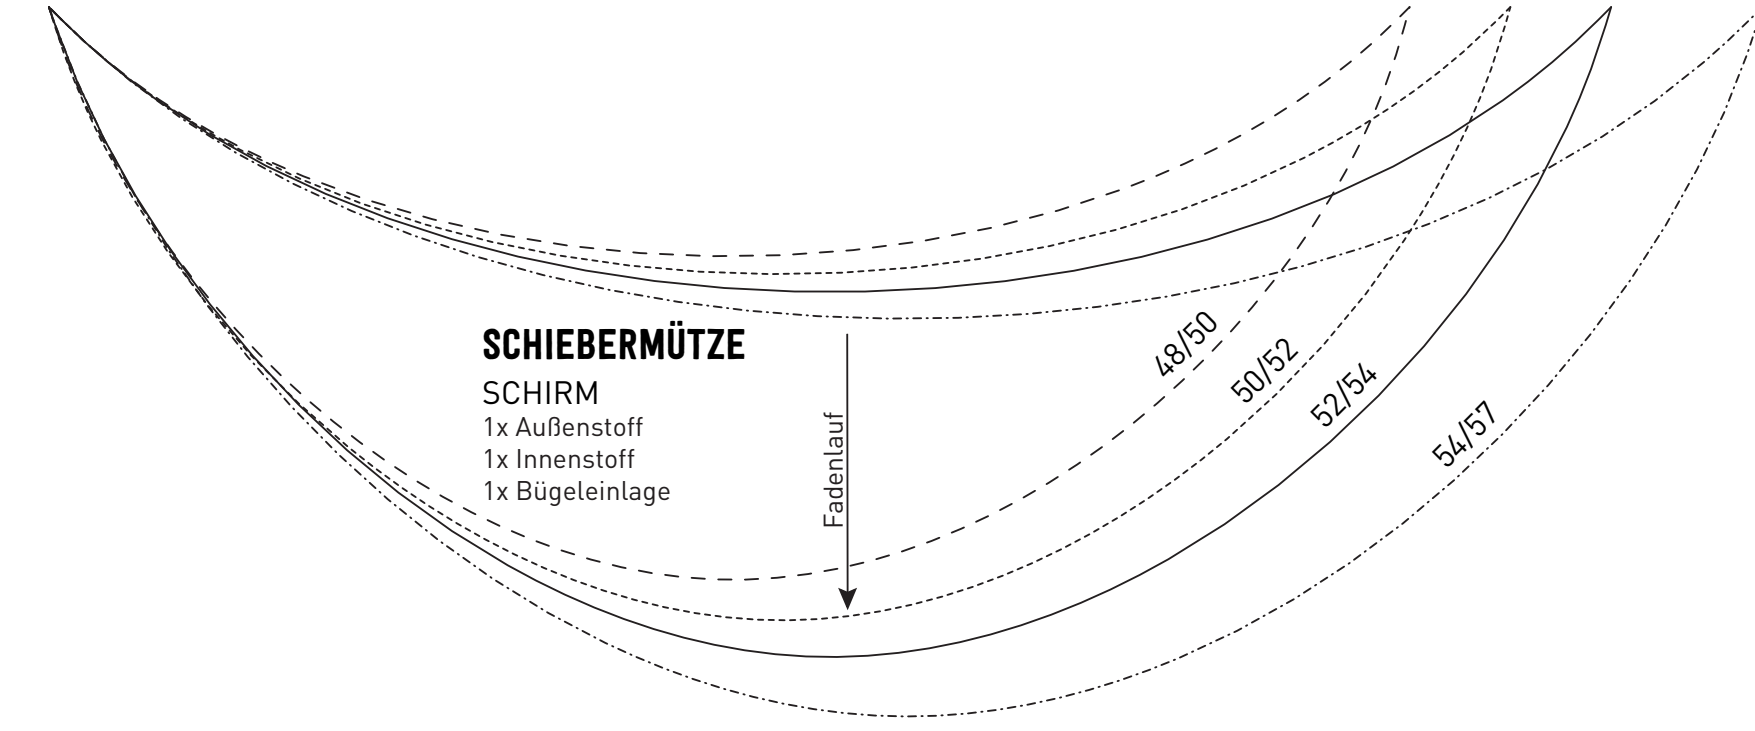 SCHIEBERMÜTZE
SCHIRM
1x Außenstoff
1x Innenstoff
1x Bügeleinlage
Fadenlauf
48/50
50/52
52/54
54/57